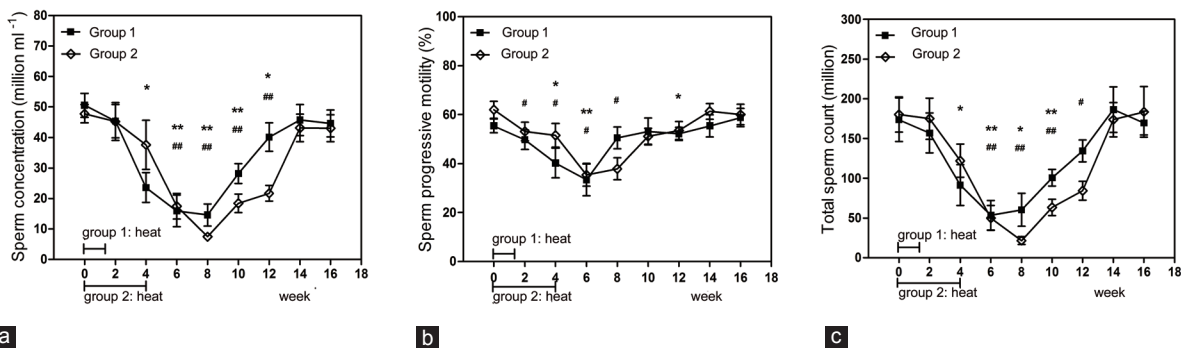 Sperm concentration (million ml -1)
80
70
60
50
40
30
20
10
0
Group 1
Group 2
* ** ** ** *
## ## ## ##
group 1: heat
0 2 4 6 8 10 12 14 16 18
group 2: heat week
a
Sperm progressive motility (%)
100
80
60
40
20
0
Group 1
Group 2
# * # ** # # *
group 1: heat
0 2 4 6 8 10 12 14 16 18
group 2: heat week
b
Total sperm count (million)
300
250
200
150
100
50
0
Group 1
Group 2
* ** * ** #
## ## ##
group 1: heat
0 2 4 6 8 10 12 14 16 18
group 2: heat week
c